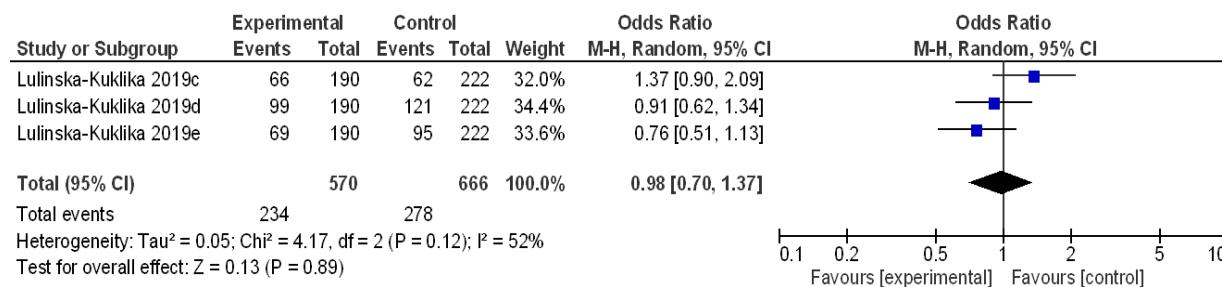 Experimental Control Odds Ratio Odds Ratio
Study or Subgroup Events Total Events Total Weight M-H, Random, 95% CI M-H, Random, 95% CI
Lulinska-Kuklika 2019c 66 190 62 222 32.0% 1.37 [0.90, 2.09]
Lulinska-Kuklika 2019d 99 190 121 222 34.4% 0.91 [0.62, 1.34]
Lulinska-Kuklika 2019e 69 190 95 222 33.6% 0.76 [0.51, 1.13]
Total (95% CI) 570 666 100.0% 0.98 [0.70, 1.37]
Total events 234 278
Heterogeneity: Tau² = 0.05; Chi² = 4.17, df = 2 (P = 0.12); I² = 52%
Test for overall effect: Z = 0.13 (P = 0.89)
0.1 0.2 0.5 1 2 5 10
Favours [experimental] Favours [control]